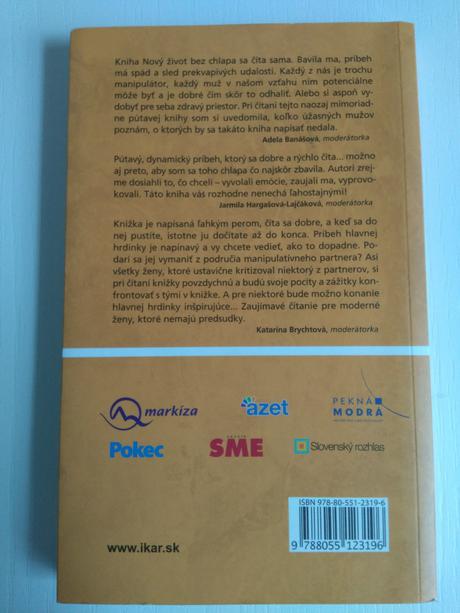 Kniha Nový život bez chlapa sa číta sama. Bavila ma, príbeh
má spád a sled prekvapivých udalostí. Každý z nás je trochu
manipulátor, každý muž v našom vzťahu ním potenciálne
môže byť a je dobré čím skôr to odhaliť. Alebo si aspoň vy-
dobyť pre seba zdravý priestor. Pri čítaní tejto naozaj mimoriad-
ne pútavej knihy som si uvedomila, koľko úžasných mužov
poznám, o ktorých by sa takáto kniha napísať nedala.
Adela Banášová, moderátorka
Pútavý, dynamický príbeh, ktorý sa dobre a rýchlo číta... možno
aj preto, aby som sa toho chlapa čo najskôr zbavila. Autori zrej-
me dosiahli to, čo chceli – vyvolali emócie, zaujali ma, vyprovo-
kovali. Táto kniha vás rozhodne nenechá ľahostajnými!
Jarmila Hargašová-Lajčáková, moderátorka
Knižka je napísaná ľahkým perom, číta sa dobre, a keď sa do
nej pustíte, istotne ju dočítate až do konca. Príbeh hlavnej
hrdinky je napínavý a vy chcete vedieť, ako to dopadne. Po-
darí sa jej vymaniť z područia manipulatívneho partnera? Asi
všetky ženy, ktoré ustavične kritizoval niektorý z partnerov, si
pri čítaní knižky povzdychnú a budú svoje pocity a zážitky kon-
frontovať s tými v knižke. A pre niektoré bude možno konanie
hlavnej hrdinky inšpirujúce... Zaujímavé čítanie pre moderné
ženy, ktoré nemajú predsudky.
Katarína Brychtová, moderátorka
markíza
azet
PEKNÁ
MODRÁ
Pokec
SME
Slovenský rozhlas
ISBN 978-80-551-2319-6
9 788055 123196
www.ikar.sk